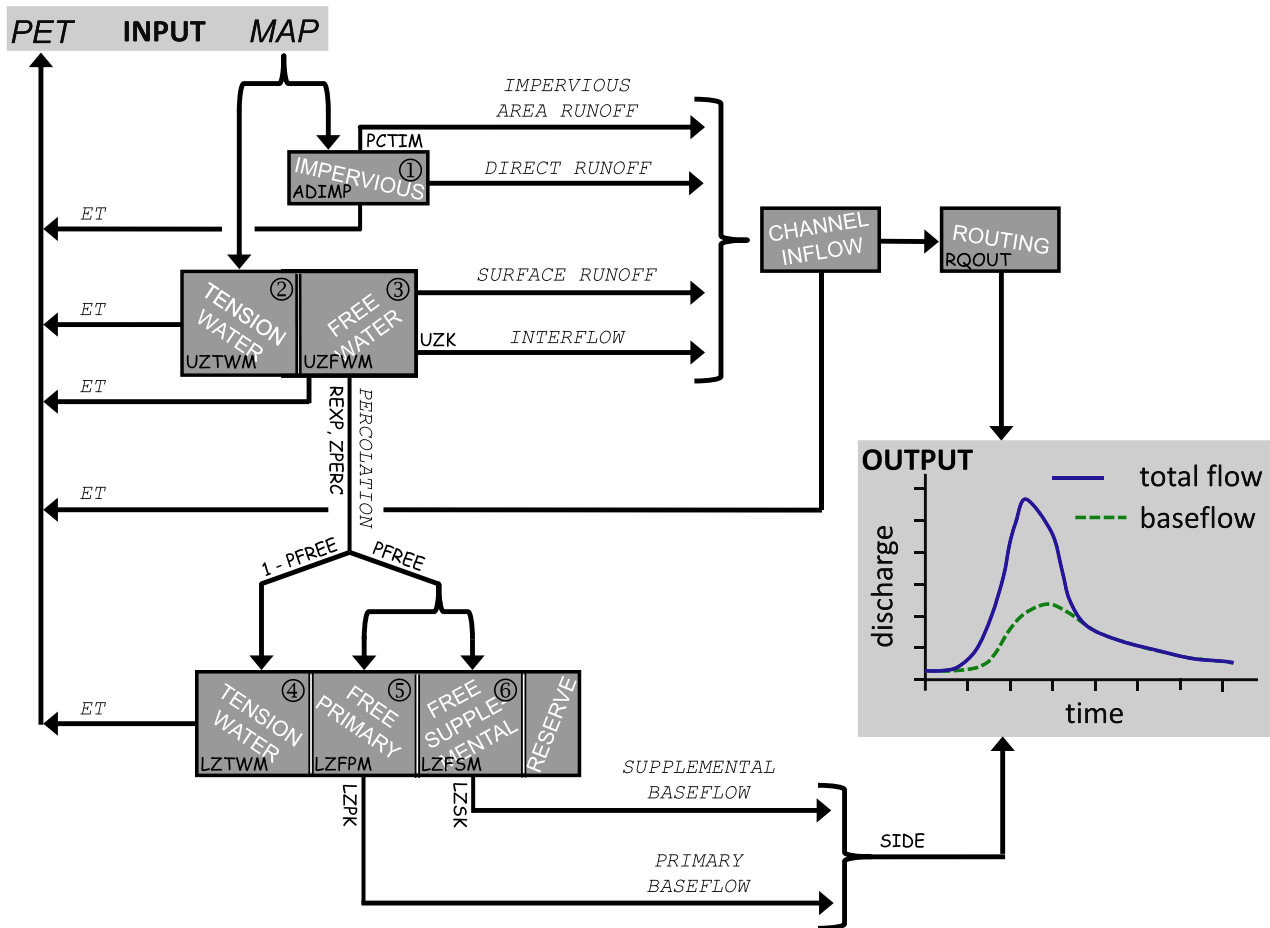 PET INPUT MAP
IMPERVIOUS
AREA RUNOFF
PCTIM
①
IMPERVIOUS
ADIMP
DIRECT RUNOFF
ET
CHANNEL
INFLOW
ROUTING
RQOUT
SURFACE RUNOFF
②
TENSION
WATER
UZTWM
③
FREE
WATER
UZFWM
ET
UZK
INTERFLOW
ET
REXP, ZPERC
PERCOLATION
ET
1 - PFREE
PFREE
OUTPUT
total flow
baseflow
discharge
time
④
TENSION
WATER
LZTWM
⑤
FREE
PRIMARY
LZFPM
⑥
FREE
SUPPLE-
MENTAL
LZFSM
RESERVE
ET
LZPK
LZSK
SUPPLEMENTAL
BASEFLOW
SIDE
PRIMARY
BASEFLOW